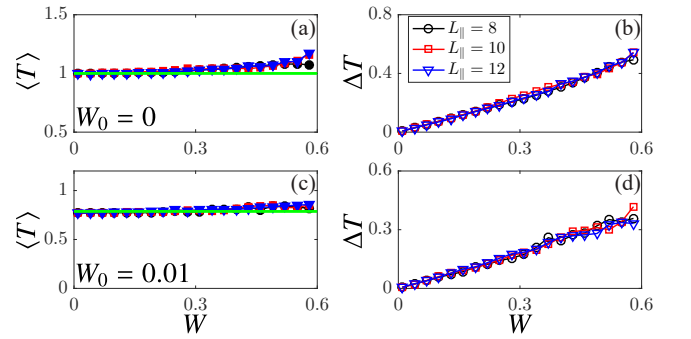 1.5
(a)
⟨T⟩
1
W₀ = 0
0.5
0
0.3
0.6
0.8
(b)
L∥ = 8
L∥ = 10
L∥ = 12
ΔT
0.4
0
0
0.3
0.6
(c)
1
⟨T⟩
0.5
W₀ = 0.01
0
0
0.3
0.6
W
0.6
(d)
ΔT
0.3
0
0
0.3
0.6
W